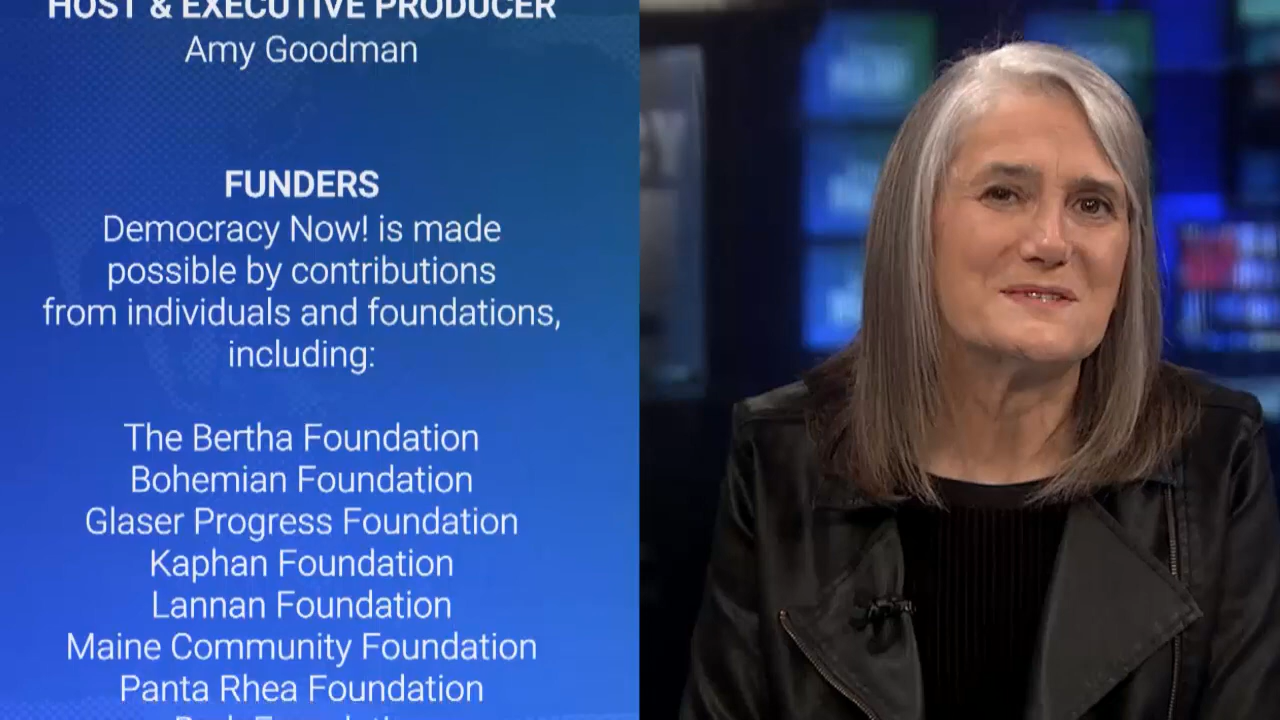 HOST & EXECUTIVE PRODUCER
Amy Goodman
FUNDERS
Democracy Now! is made
possible by contributions
from individuals and foundations,
including:
The Bertha Foundation
Bohemian Foundation
Glaser Progress Foundation
Kaphan Foundation
Lannan Foundation
Maine Community Foundation
Panta Rhea Foundation